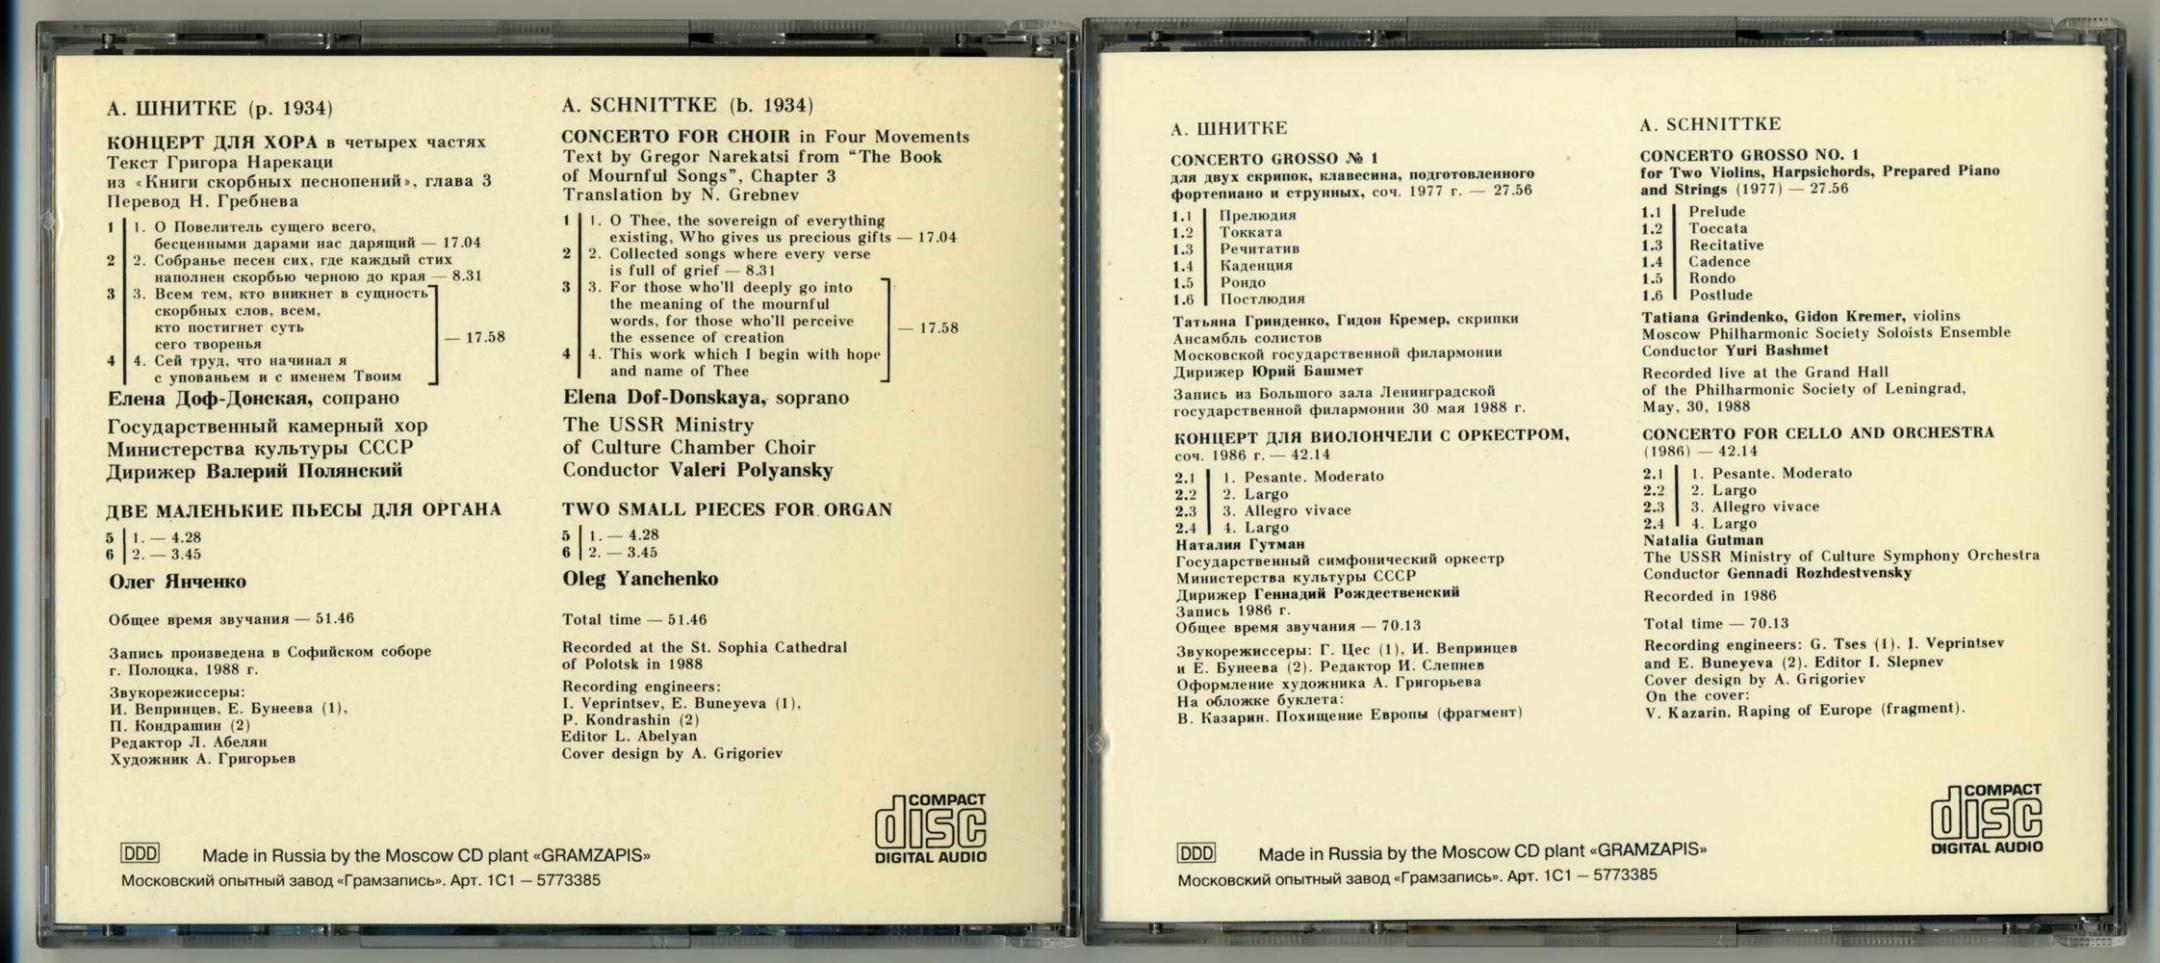 А. ШНИТКЕ (р. 1934)
КОНЦЕРТ ДЛЯ ХОРА в четырех частях
Текст Григора Нарекаци
из «Книги скорбных песнопений», глава 3
Перевод Н. Гребнева
1 1. О Повелитель сущего всего,
бесценными дарами нас дарящий — 17.04
2 2. Собранье песен сих, где каждый стих
наполнен скорбью черною до края — 8.31
3 3. Всем тем, кто вникнет в сущность
скорбных слов, всем,
кто постигнет суть
сего творенья
— 17.58
4 4. Сей труд, что начинал я
с упованьем и с именем Твоим
Елена Доф-Донская, сопрано
Государственный камерный хор
Министерства культуры СССР
Дирижер Валерий Полянский
ДВЕ МАЛЕНЬКИЕ ПЬЕСЫ ДЛЯ ОРГАНА
5 1. — 4.28
6 2. — 3.45
Олег Янченко
Общее время звучания — 51.46
Запись произведена в Софийском соборе
г. Полоцка, 1988 г.
Звукорежиссеры:
И. Вепринцев, Е. Бунеева (1),
П. Кондрашин (2)
Редактор Л. Абелян
Художник А. Григорьев
A. SCHNITTKE (b. 1934)
CONCERTO FOR CHOIR in Four Movements
Text by Gregor Narekatsi from “The Book
of Mournful Songs”, Chapter 3
Translation by N. Grebnev
1 1. O Thee, the sovereign of everything
existing, Who gives us precious gifts — 17.04
2 2. Collected songs where every verse
is full of grief — 8.31
3 3. For those who'll deeply go into
the meaning of the mournful
words, for those who'll perceive
the essence of creation
— 17.58
4 4. This work which I begin with hope
and name of Thee
Elena Dof-Donskaya, soprano
The USSR Ministry
of Culture Chamber Choir
Conductor Valeri Polyansky
TWO SMALL PIECES FOR ORGAN
5 1. — 4.28
6 2. — 3.45
Oleg Yanchenko
Total time — 51.46
Recorded at the St. Sophia Cathedral
of Polotsk in 1988
Recording engineers:
I. Veprintsev, E. Buneyeva (1),
P. Kondrashin (2)
Editor L. Abelyan
Cover design by A. Grigoriev
COMPACT
disc
DIGITAL AUDIO
DDD Made in Russia by the Moscow CD plant «GRAMZAPIS»
Московский опытный завод «Грамзапись». Арт. 1С1 — 5773385
А. ШНИТКЕ
CONCERTO GROSSO № 1
для двух скрипок, клавесина, подготовленного
фортепиано и струнных, соч. 1977 г. — 27.56
1.1 Прелюдия
1.2 Токката
1.3 Речитатив
1.4 Каденция
1.5 Рондо
1.6 Постлюдия
Татьяна Гринденко, Гидон Кремер, скрипки
Ансамбль солистов
Московской государственной филармонии
Дирижер Юрий Башмет
Запись из Большого зала Ленинградской
государственной филармонии 30 мая 1988 г.
КОНЦЕРТ ДЛЯ ВИОЛОНЧЕЛИ С ОРКЕСТРОМ,
соч. 1986 г. — 42.14
2.1 1. Pesante. Moderato
2.2 2. Largo
2.3 3. Allegro vivace
2.4 4. Largo
Наталия Гутман
Государственный симфонический оркестр
Министерства культуры СССР
Дирижер Геннадий Рождественский
Запись 1986 г.
Общее время звучания — 70.13
Звукорежиссеры: Г. Цес (1), И. Вепринцев
и Е. Бунеева (2). Редактор И. Слепнев
Оформление художника А. Григорьева
На обложке буклета:
В. Казарин. Похищение Европы (фрагмент)
A. SCHNITTKE
CONCERTO GROSSO NO. 1
for Two Violins, Harpsichords, Prepared Piano
and Strings (1977) — 27.56
1.1 Prelude
1.2 Toccata
1.3 Recitative
1.4 Cadence
1.5 Rondo
1.6 Postlude
Tatiana Grindenko, Gidon Kremer, violins
Moscow Philharmonic Society Soloists Ensemble
Conductor Yuri Bashmet
Recorded live at the Grand Hall
of the Philharmonic Society of Leningrad,
May, 30, 1988
CONCERTO FOR CELLO AND ORCHESTRA
(1986) — 42.14
2.1 1. Pesante. Moderato
2.2 2. Largo
2.3 3. Allegro vivace
2.4 4. Largo
Natalia Gutman
The USSR Ministry of Culture Symphony Orchestra
Conductor Gennadi Rozhdestvensky
Recorded in 1986
Total time — 70.13
Recording engineers: G. Tses (1). I. Veprintsev
and E. Buneyeva (2). Editor I. Slepnev
Cover design by A. Grigoriev
On the cover:
V. Kazarin. Raping of Europe (fragment).
COMPACT
disc
DIGITAL AUDIO
DDD Made in Russia by the Moscow CD plant «GRAMZAPIS»
Московский опытный завод «Грамзапись». Арт. 1С1 — 5773385